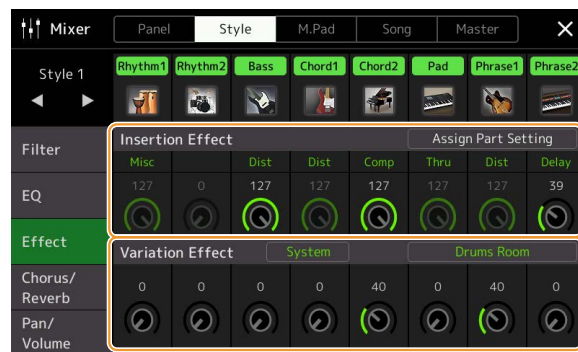 Mixer Panel Style M.Pad Song Master
Style 1 Rhythm1 Rhythm2 Bass Chord1 Chord2 Pad Phrase1 Phrase2
Filter
EQ
Effect
Chorus/
Reverb
Pan/
Volume
Insertion Effect Assign Part Setting
Misc Dist Dist Comp Thru Dist Delay
127 0 127 127 127 127 127 39
Variation Effect System Drums Room
0 0 0 0 40 0 40 0